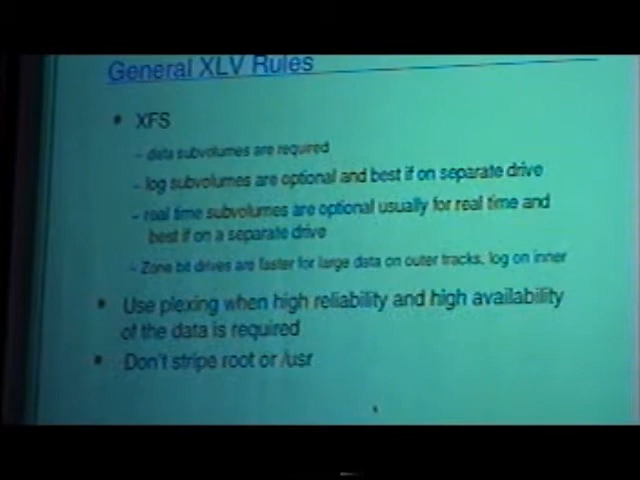 General XLV Rules
• XFS
– data subvolumes are required
– log subvolumes are optional and best if on separate drive
– real time subvolumes are optional usually for real time and
best if on a separate drive
– Zone bit drives are faster for large data on outer tracks, log on inner
• Use plexing when high reliability and high availability
of the data is required
• Don't stripe root or /usr